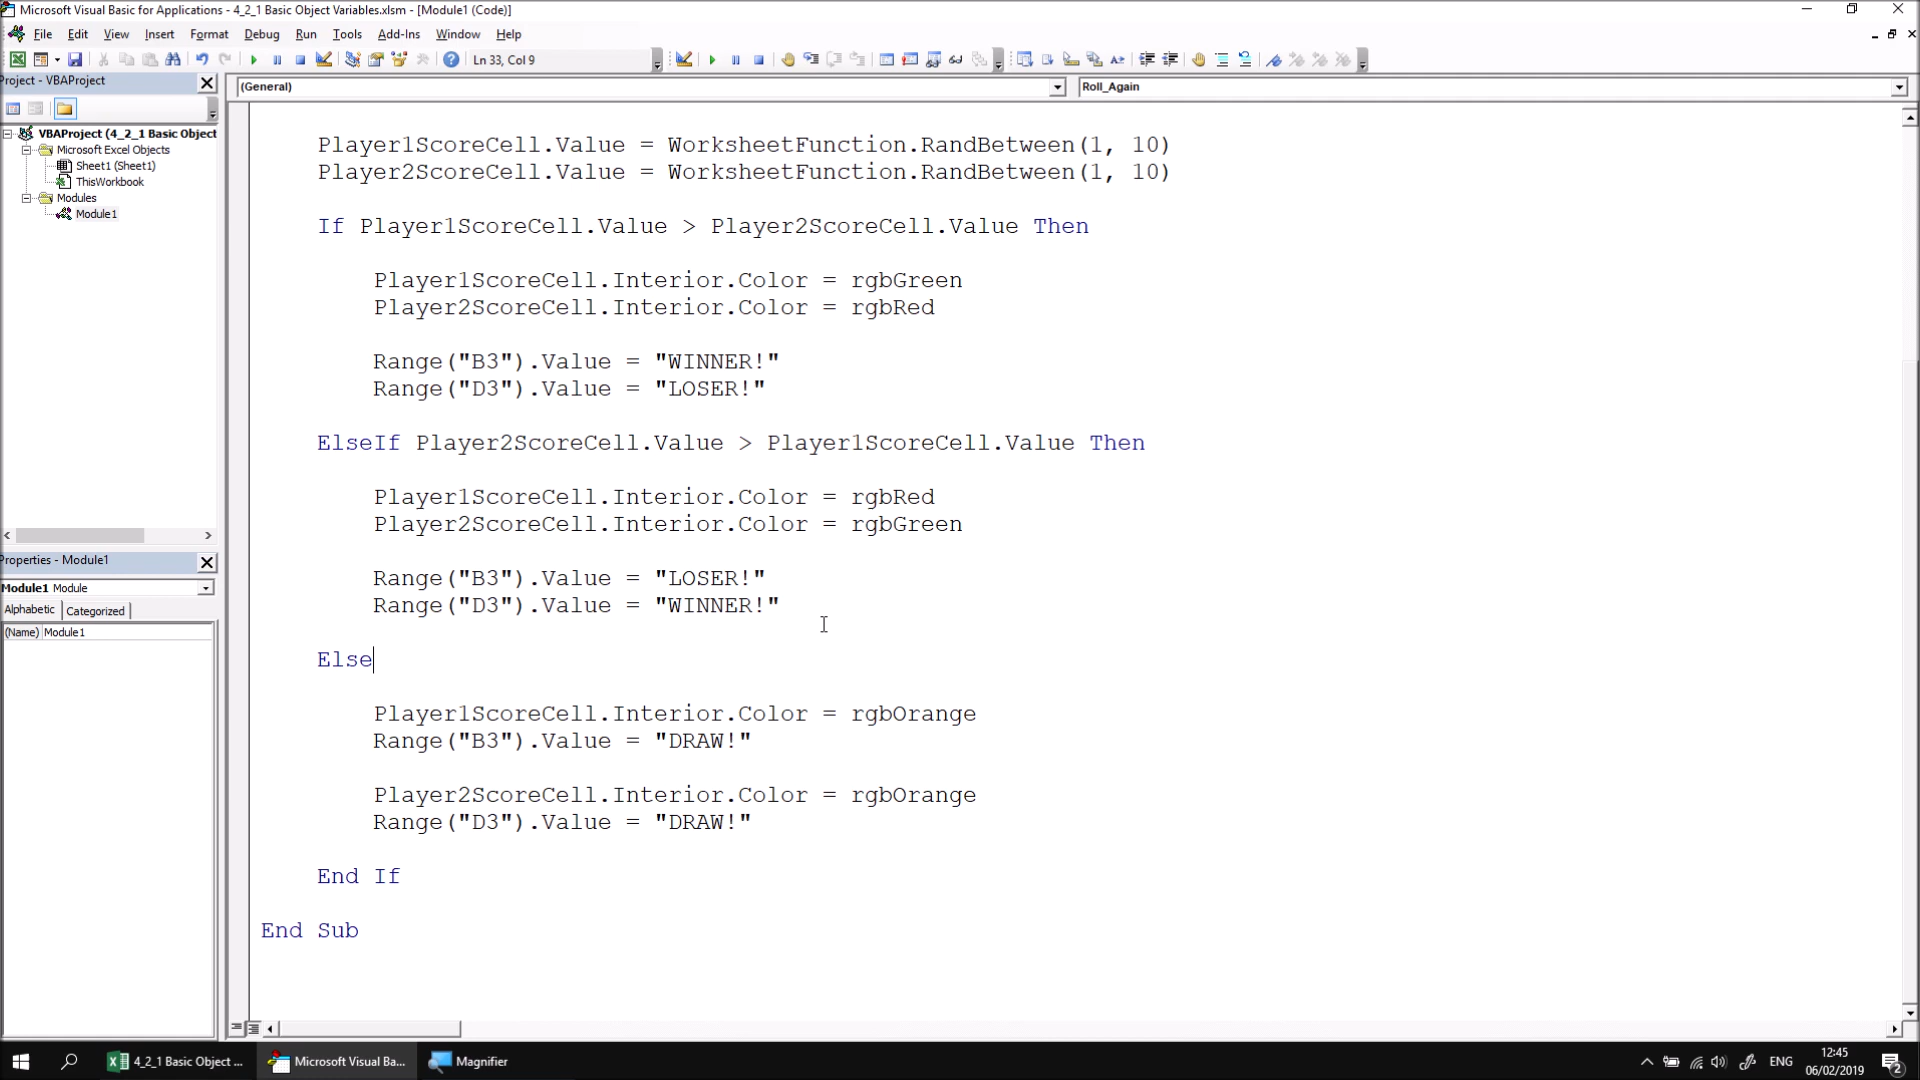 Microsoft Visual Basic for Applications - 4_2_1 Basic Object Variables.xlsm - [Module1 (Code)]
File Edit View Insert Format Debug Run Tools Add-Ins Window Help
Ln 33, Col 9
Project - VBAProject
(General)
Roll_Again
VBAProject (4_2_1 Basic Object
Microsoft Excel Objects
Sheet1 (Sheet1)
ThisWorkbook
Modules
Module1
Properties - Module1
Module1 Module
Alphabetic Categorized
(Name) Module1
Player1ScoreCell.Value = WorksheetFunction.RandBetween(1, 10)
Player2ScoreCell.Value = WorksheetFunction.RandBetween(1, 10)
If Player1ScoreCell.Value > Player2ScoreCell.Value Then
Player1ScoreCell.Interior.Color = rgbGreen
Player2ScoreCell.Interior.Color = rgbRed
Range("B3").Value = "WINNER!"
Range("D3").Value = "LOSER!"
ElseIf Player2ScoreCell.Value > Player1ScoreCell.Value Then
Player1ScoreCell.Interior.Color = rgbRed
Player2ScoreCell.Interior.Color = rgbGreen
Range("B3").Value = "LOSER!"
Range("D3").Value = "WINNER!"
Else
Player1ScoreCell.Interior.Color = rgbOrange
Range("B3").Value = "DRAW!"
Player2ScoreCell.Interior.Color = rgbOrange
Range("D3").Value = "DRAW!"
End If
End Sub
4_2_1 Basic Object ...
Microsoft Visual Ba...
Magnifier
ENG
12:45
06/02/2019
2